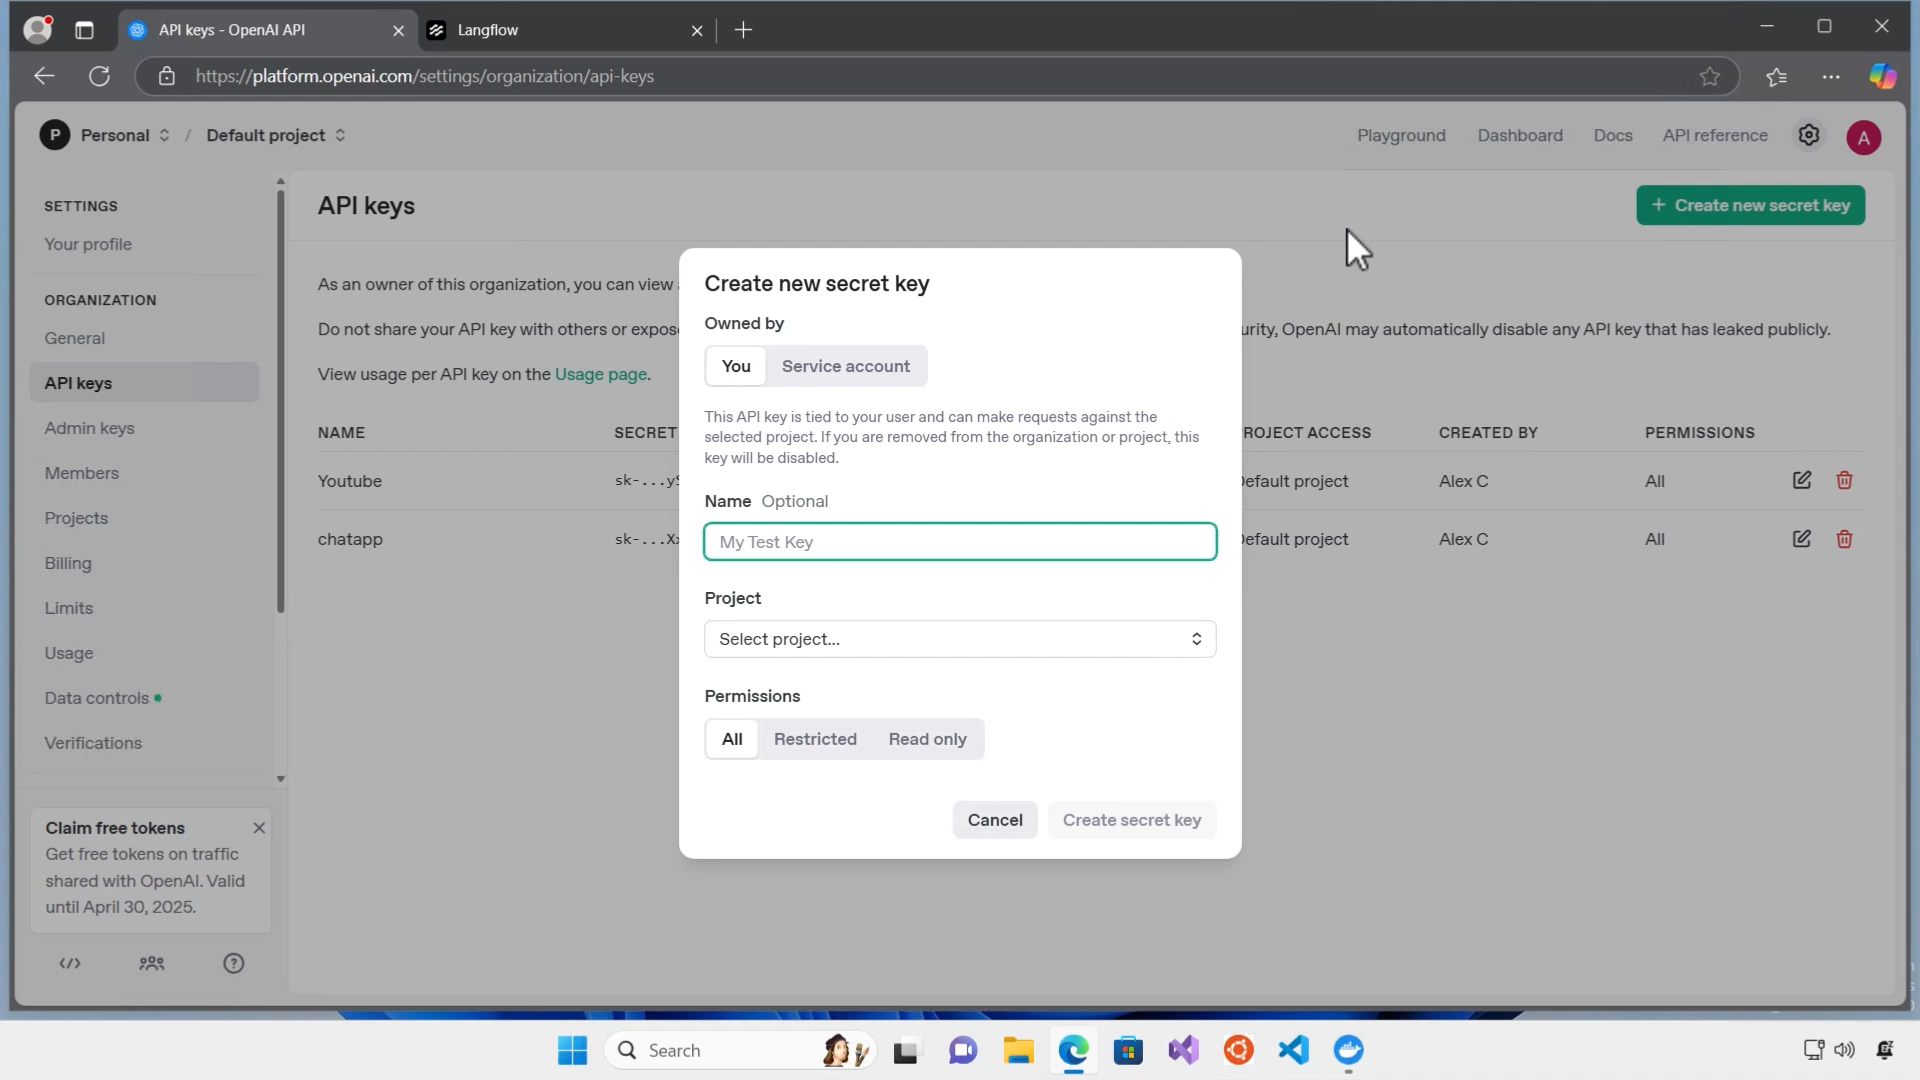 API keys - OpenAI API
Langflow
https://platform.openai.com/settings/organization/api-keys
P Personal / Default project
Playground Dashboard Docs API reference A
SETTINGS
Your profile
ORGANIZATION
General
API keys
Admin keys
Members
Projects
Billing
Limits
Usage
Data controls
Verifications
Claim free tokens
Get free tokens on traffic
shared with OpenAI. Valid
until April 30, 2025.
API keys
+ Create new secret key
As an owner of this organization, you can view
Do not share your API key with others or expos
urity, OpenAI may automatically disable any API key that has leaked publicly.
View usage per API key on the Usage page.
NAME SECRET ROJECT ACCESS CREATED BY PERMISSIONS
Youtube sk-...yS Default project Alex C All
chatapp sk-...Xx Default project Alex C All
Create new secret key
Owned by
You Service account
This API key is tied to your user and can make requests against the
selected project. If you are removed from the organization or project, this
key will be disabled.
Name Optional
My Test Key
Project
Select project...
Permissions
All Restricted Read only
Cancel Create secret key
Search